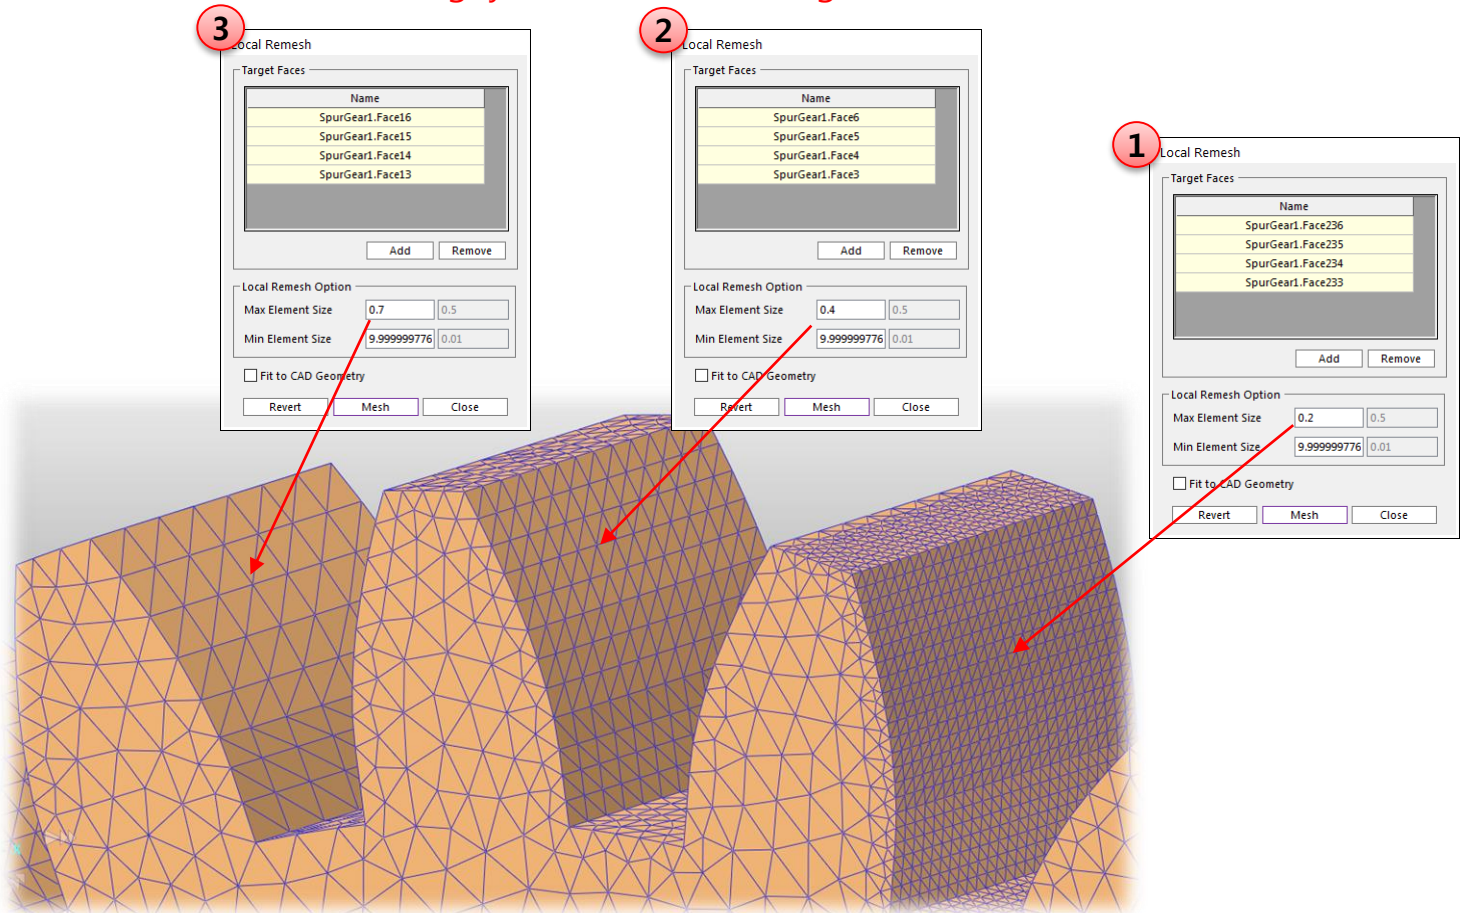 3
Local Remesh
Target Faces
Name
SpurGear1.Face16
SpurGear1.Face15
SpurGear1.Face14
SpurGear1.Face13
Add Remove
Local Remesh Option
Max Element Size 0.7 0.5
Min Element Size 9.999999776 0.01
Fit to CAD Geometry
Revert Mesh Close
2
Local Remesh
Target Faces
Name
SpurGear1.Face6
SpurGear1.Face5
SpurGear1.Face4
SpurGear1.Face3
Add Remove
Local Remesh Option
Max Element Size 0.4 0.5
Min Element Size 9.999999776 0.01
Fit to CAD Geometry
Revert Mesh Close
1
Local Remesh
Target Faces
Name
SpurGear1.Face236
SpurGear1.Face235
SpurGear1.Face234
SpurGear1.Face233
Add Remove
Local Remesh Option
Max Element Size 0.2 0.5
Min Element Size 9.999999776 0.01
Fit to CAD Geometry
Revert Mesh Close